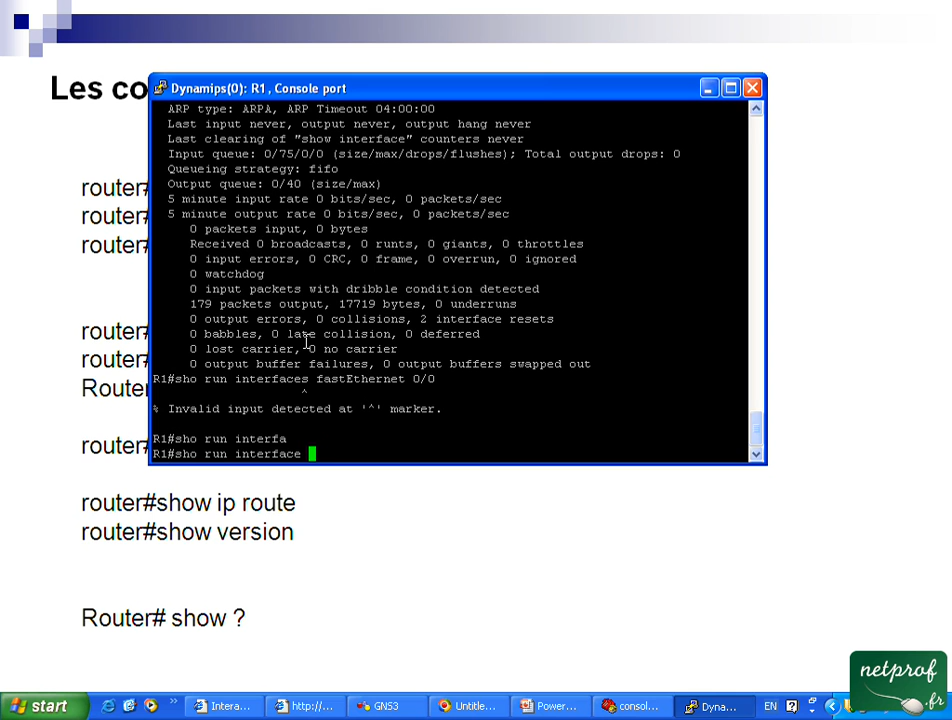 Les co
Dynamips(0): R1, Console port
ARP type: ARPA, ARP Timeout 04:00:00
Last input never, output never, output hang never
Last clearing of "show interface" counters never
Input queue: 0/75/0/0 (size/max/drops/flushes); Total output drops: 0
Queueing strategy: fifo
Output queue: 0/40 (size/max)
5 minute input rate 0 bits/sec, 0 packets/sec
5 minute output rate 0 bits/sec, 0 packets/sec
0 packets input, 0 bytes
Received 0 broadcasts, 0 runts, 0 giants, 0 throttles
0 input errors, 0 CRC, 0 frame, 0 overrun, 0 ignored
0 watchdog
0 input packets with dribble condition detected
179 packets output, 17719 bytes, 0 underruns
0 output errors, 0 collisions, 2 interface resets
0 babbles, 0 late collision, 0 deferred
0 lost carrier, 0 no carrier
0 output buffer failures, 0 output buffers swapped out
R1#sho run interfaces fastEthernet 0/0
^
% Invalid input detected at '^' marker.
R1#sho run interfa
R1#sho run interface
router#
router#
router#
router#
router#
Router
router#
router#show ip route
router#show version
Router# show ?
netprof
.fr
start
Intera...
http://...
GNS3
Untitle...
Power...
consol...
Dyna...
EN